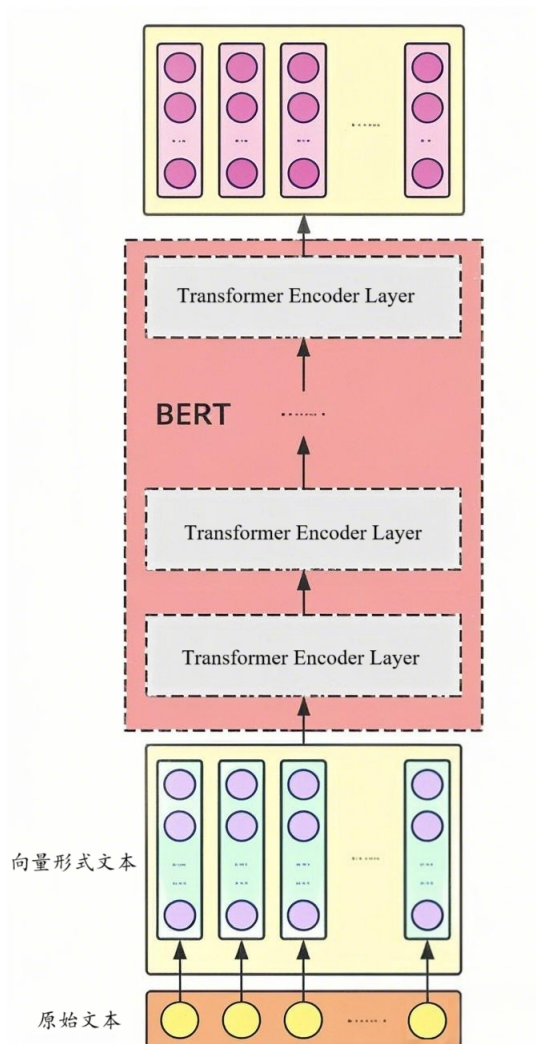 Transformer Encoder Layer
BERT
Transformer Encoder Layer
Transformer Encoder Layer
向量形式文本
原始文本